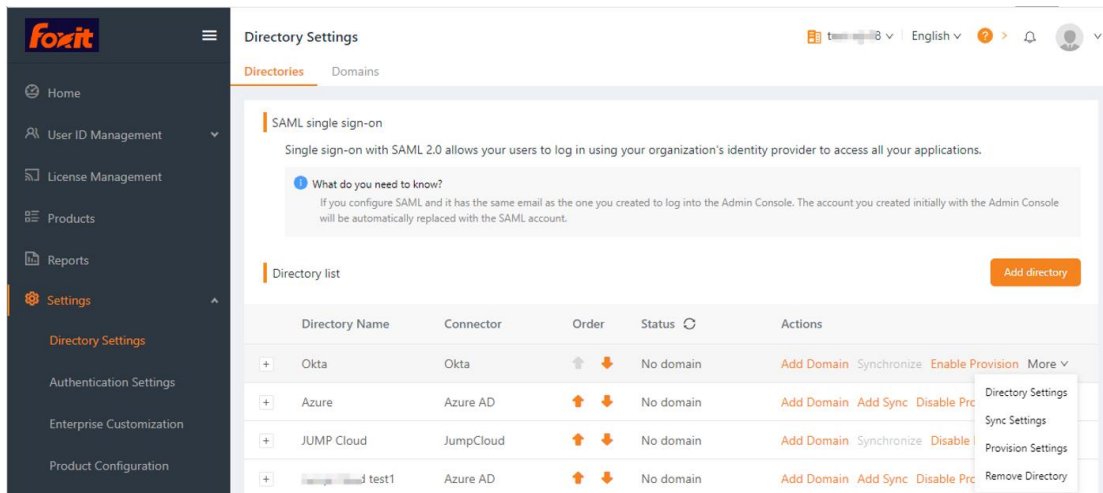 Foxit
Directory Settings
English
Directories Domains
Home
User ID Management
License Management
Products
Reports
Settings
Directory Settings
Authentication Settings
Enterprise Customization
Product Configuration
SAML single sign-on
Single sign-on with SAML 2.0 allows your users to log in using your organization's identity provider to access all your applications.
What do you need to know?
If you configure SAML and it has the same email as the one you created to log into the Admin Console. The account you created initially with the Admin Console
will be automatically replaced with the SAML account.
Directory list Add directory
Directory Name Connector Order Status Actions
Okta Okta No domain Add Domain Synchronize Enable Provision More
Azure Azure AD No domain Add Domain Add Sync Disable Pro
JUMP Cloud JumpCloud No domain Add Domain Synchronize Disable
test1 Azure AD No domain Add Domain Add Sync Disable Pro
Directory Settings
Sync Settings
Provision Settings
Remove Directory